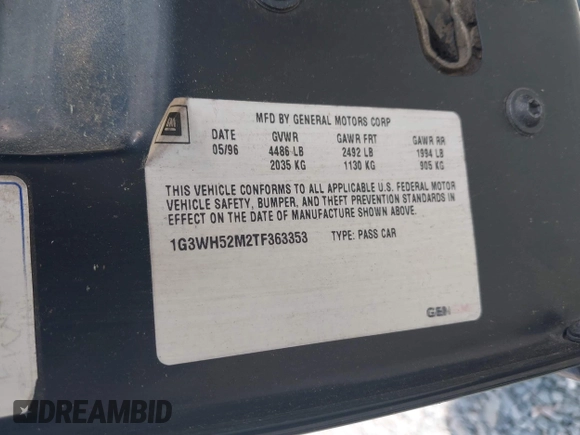 MFD BY GENERAL MOTORS CORP
DATE GVWR GAWR FRT GAWR RR
05/96 4486 LB 2492 LB 1994 LB
2035 KG 1130 KG 905 KG
THIS VEHICLE CONFORMS TO ALL APPLICABLE U.S. FEDERAL MOTOR
VEHICLE SAFETY, BUMPER, AND THEFT PREVENTION STANDARDS IN
EFFECT ON THE DATE OF MANUFACTURE SHOWN ABOVE.
1G3WH52M2TF363353 TYPE: PASS CAR
DREAMBID